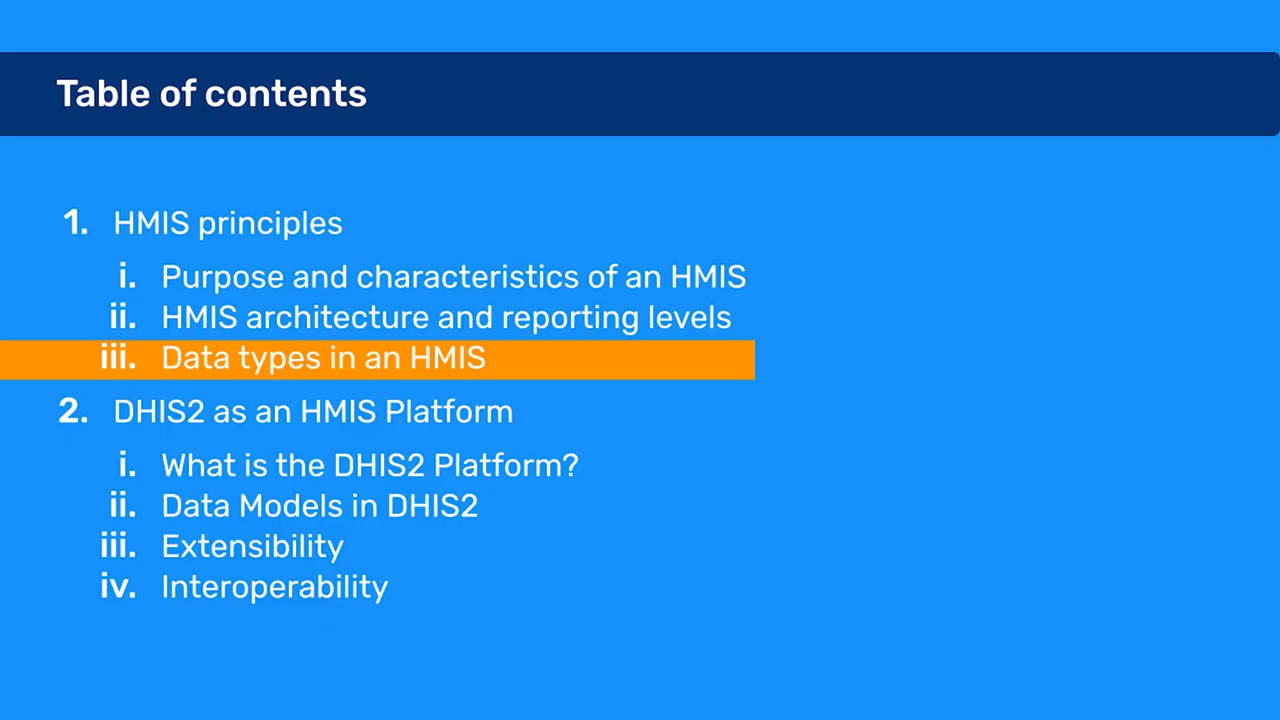 Table of contents
1. HMIS principles
i. Purpose and characteristics of an HMIS
ii. HMIS architecture and reporting levels
iii. Data types in an HMIS
2. DHIS2 as an HMIS Platform
i. What is the DHIS2 Platform?
ii. Data Models in DHIS2
iii. Extensibility
iv. Interoperability